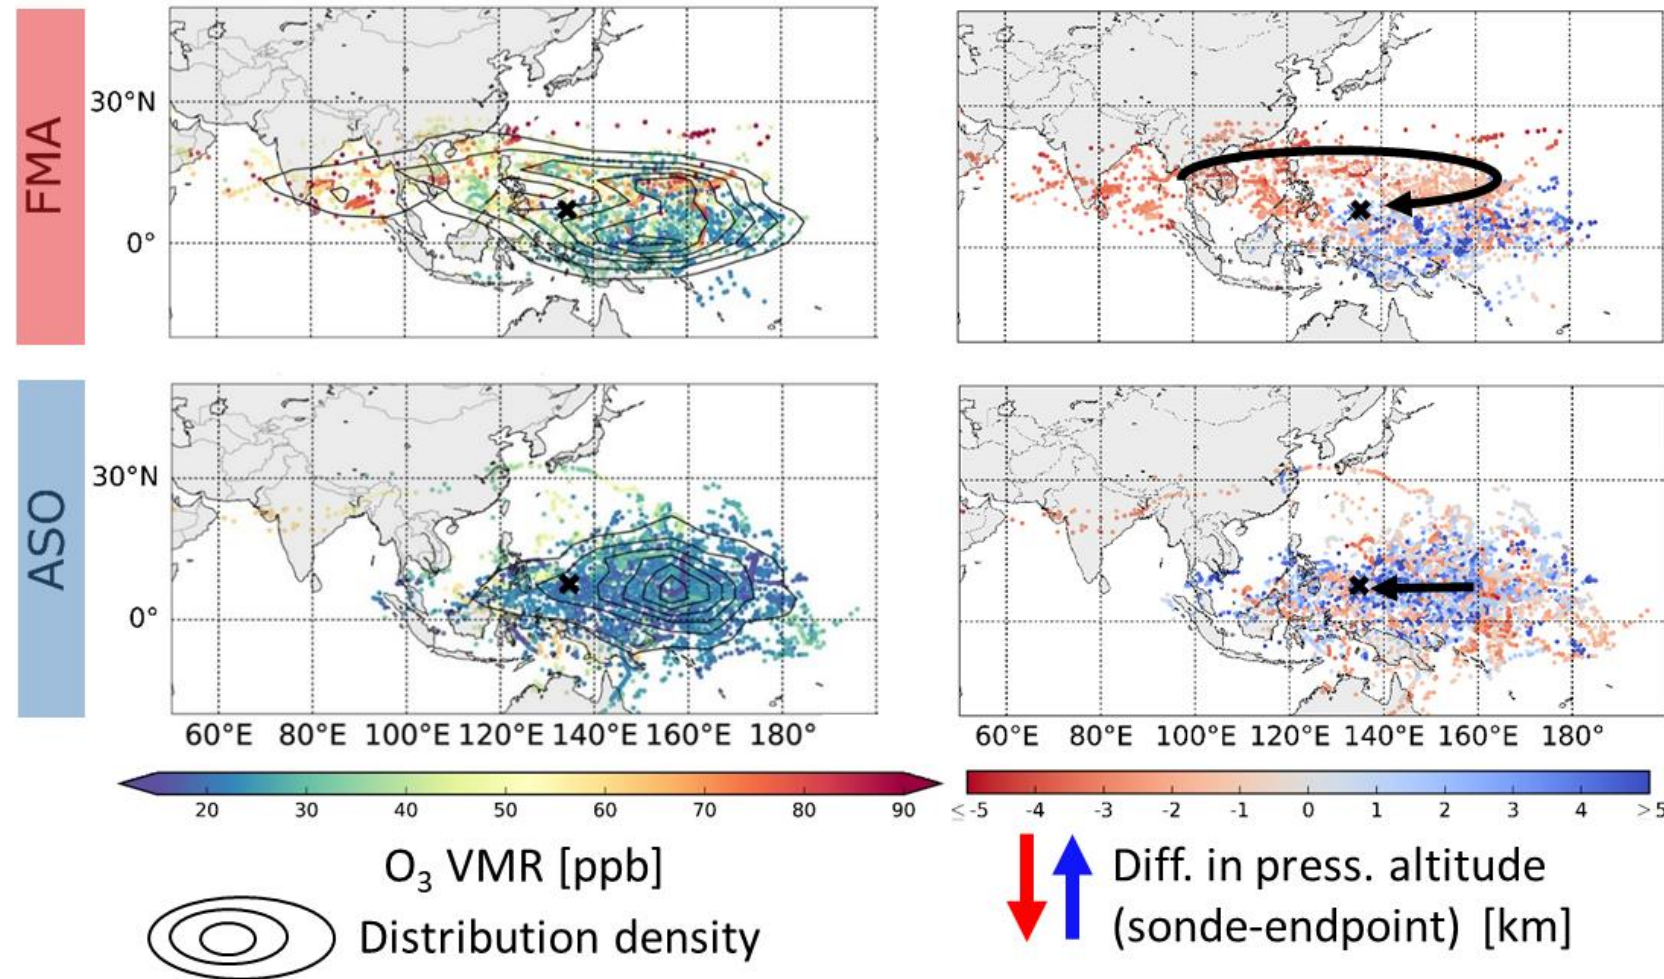 FMA
30°N
0°
ASO
30°N
0°
60°E 80°E 100°E 120°E 140°E 160°E 180°
60°E 80°E 100°E 120°E 140°E 160°E 180°
20 30 40 50 60 70 80 90
≤-5 -4 -3 -2 -1 0 1 2 3 4 >5
O₃ VMR [ppb]
Distribution density
Diff. in press. altitude
(sonde-endpoint) [km]